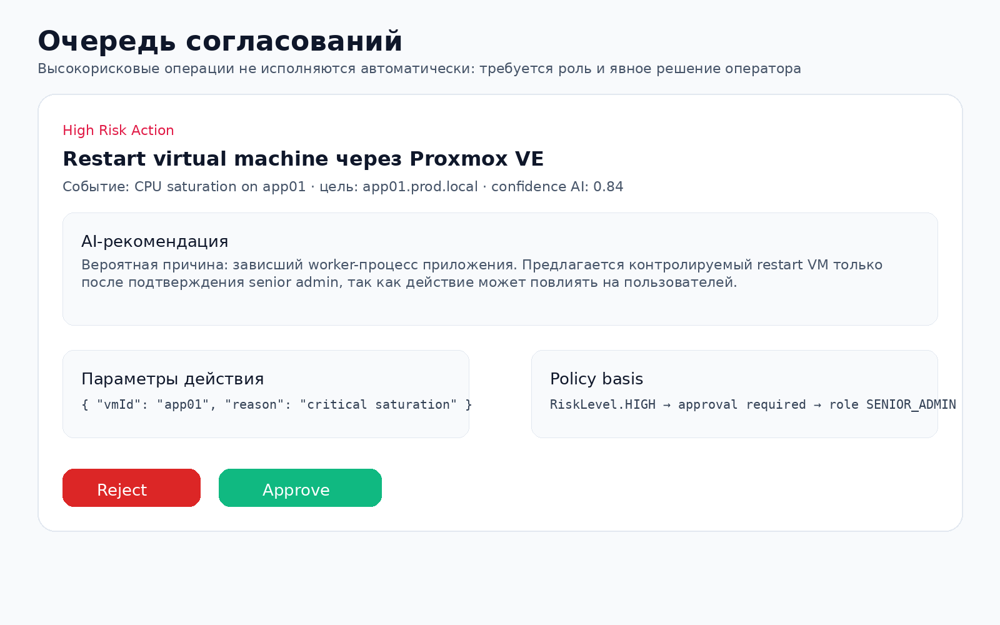 Очередь согласований
Высокорисковые операции не исполняются автоматически: требуется роль и явное решение оператора
High Risk Action
Restart virtual machine через Proxmox VE
Событие: CPU saturation on app01 · цель: app01.prod.local · confidence AI: 0.84
AI-рекомендация
Вероятная причина: зависший worker-процесс приложения. Предлагается контролируемый restart VM только
после подтверждения senior admin, так как действие может повлиять на пользователей.
Параметры действия
{ "vmId": "app01", "reason": "critical saturation" }
Policy basis
RiskLevel.HIGH → approval required → role SENIOR_ADMIN
Reject
Approve